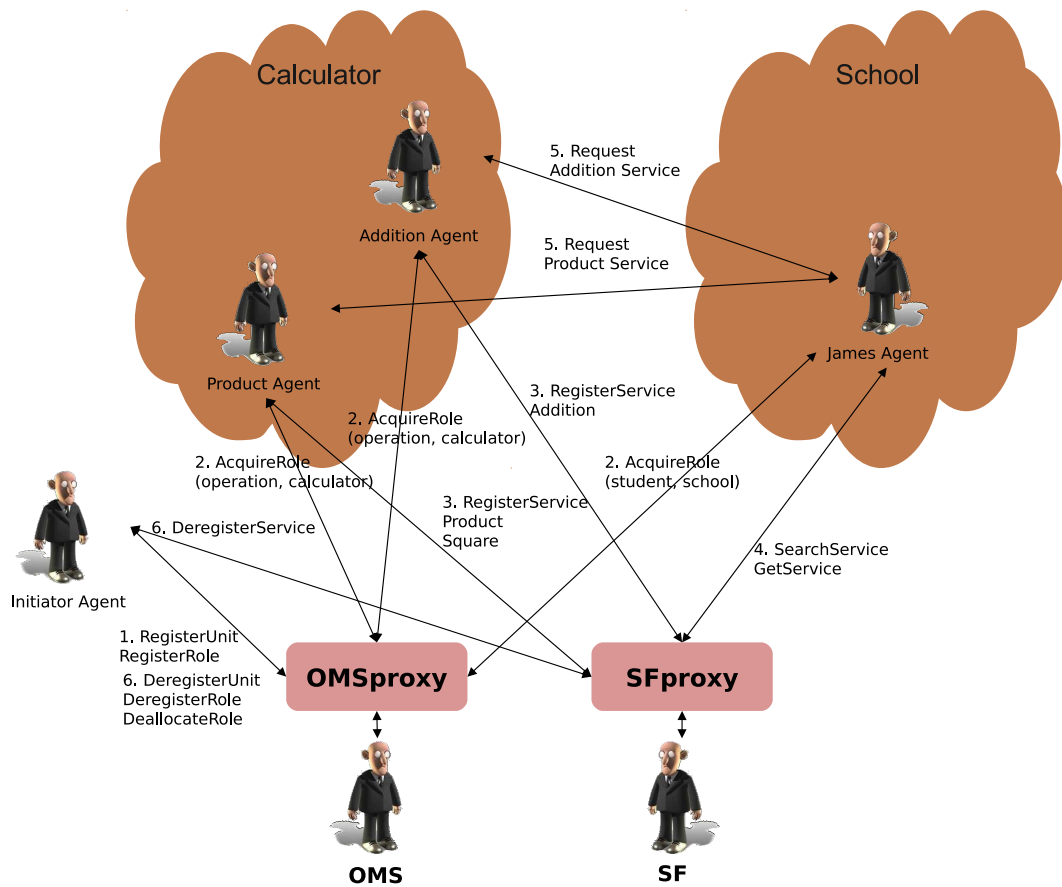 Calculator
School
5. Request
Addition Service
Addition Agent
5. Request
Product Service
James Agent
Product Agent
3. RegisterService
Addition
2. AcquireRole
(operation, calculator)
2. AcquireRole
(operation, calculator)
2. AcquireRole
(student, school)
3. RegisterService
Product
Square
6. DeregisterService
4. SearchService
GetService
Initiator Agent
1. RegisterUnit
RegisterRole
6. DeregisterUnit
DeregisterRole
DeallocateRole
OMSproxy
SFproxy
OMS
SF